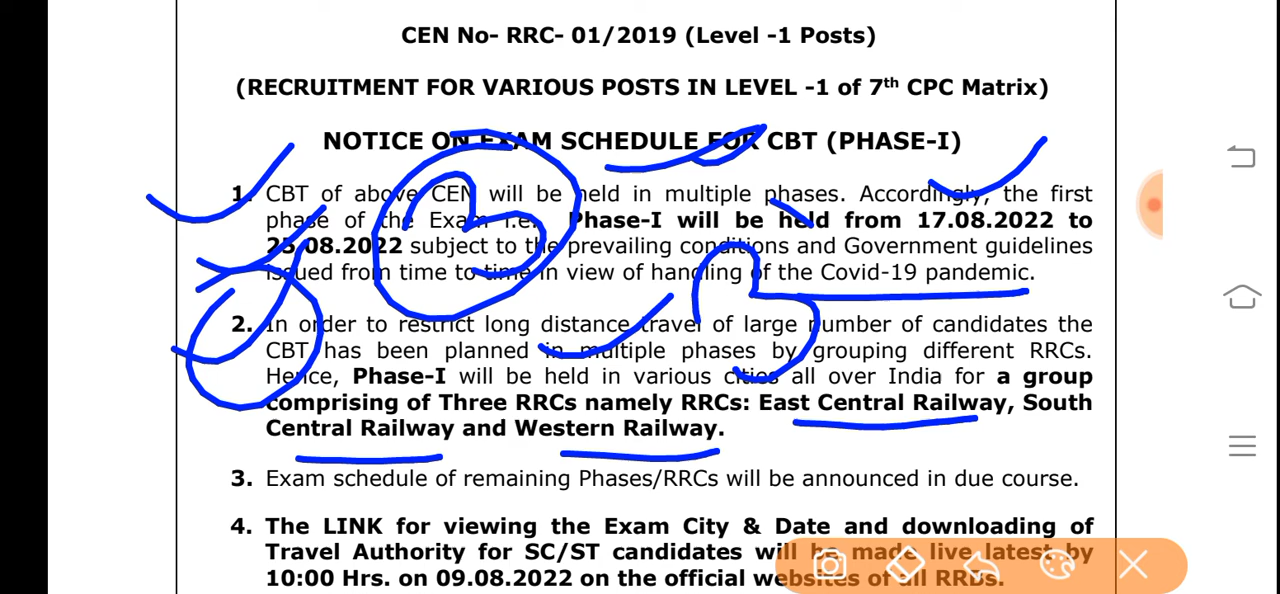 CEN No- RRC- 01/2019 (Level -1 Posts)
(RECRUITMENT FOR VARIOUS POSTS IN LEVEL -1 of 7th CPC Matrix)
NOTICE ON EXAM SCHEDULE FOR CBT (PHASE-I)
1. CBT of above CEN will be held in multiple phases. Accordingly, the first
phase of the Exam i.e. Phase-I will be held from 17.08.2022 to
25.08.2022 subject to the prevailing conditions and Government guidelines
issued from time to time in view of handling of the Covid-19 pandemic.
2. In order to restrict long distance travel of large number of candidates the
CBT has been planned in multiple phases by grouping different RRCs.
Hence, Phase-I will be held in various cities all over India for a group
comprising of Three RRCs namely RRCs: East Central Railway, South
Central Railway and Western Railway.
3. Exam schedule of remaining Phases/RRCs will be announced in due course.
4. The LINK for viewing the Exam City & Date and downloading of
Travel Authority for SC/ST candidates will be made live latest by
10:00 Hrs. on 09.08.2022 on the official websites of all RRBs.